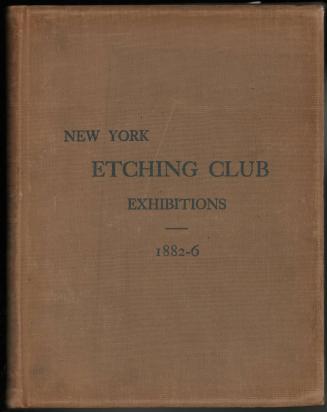 NEW YORK
ETCHING CLUB
EXHIBITIONS
1882-6